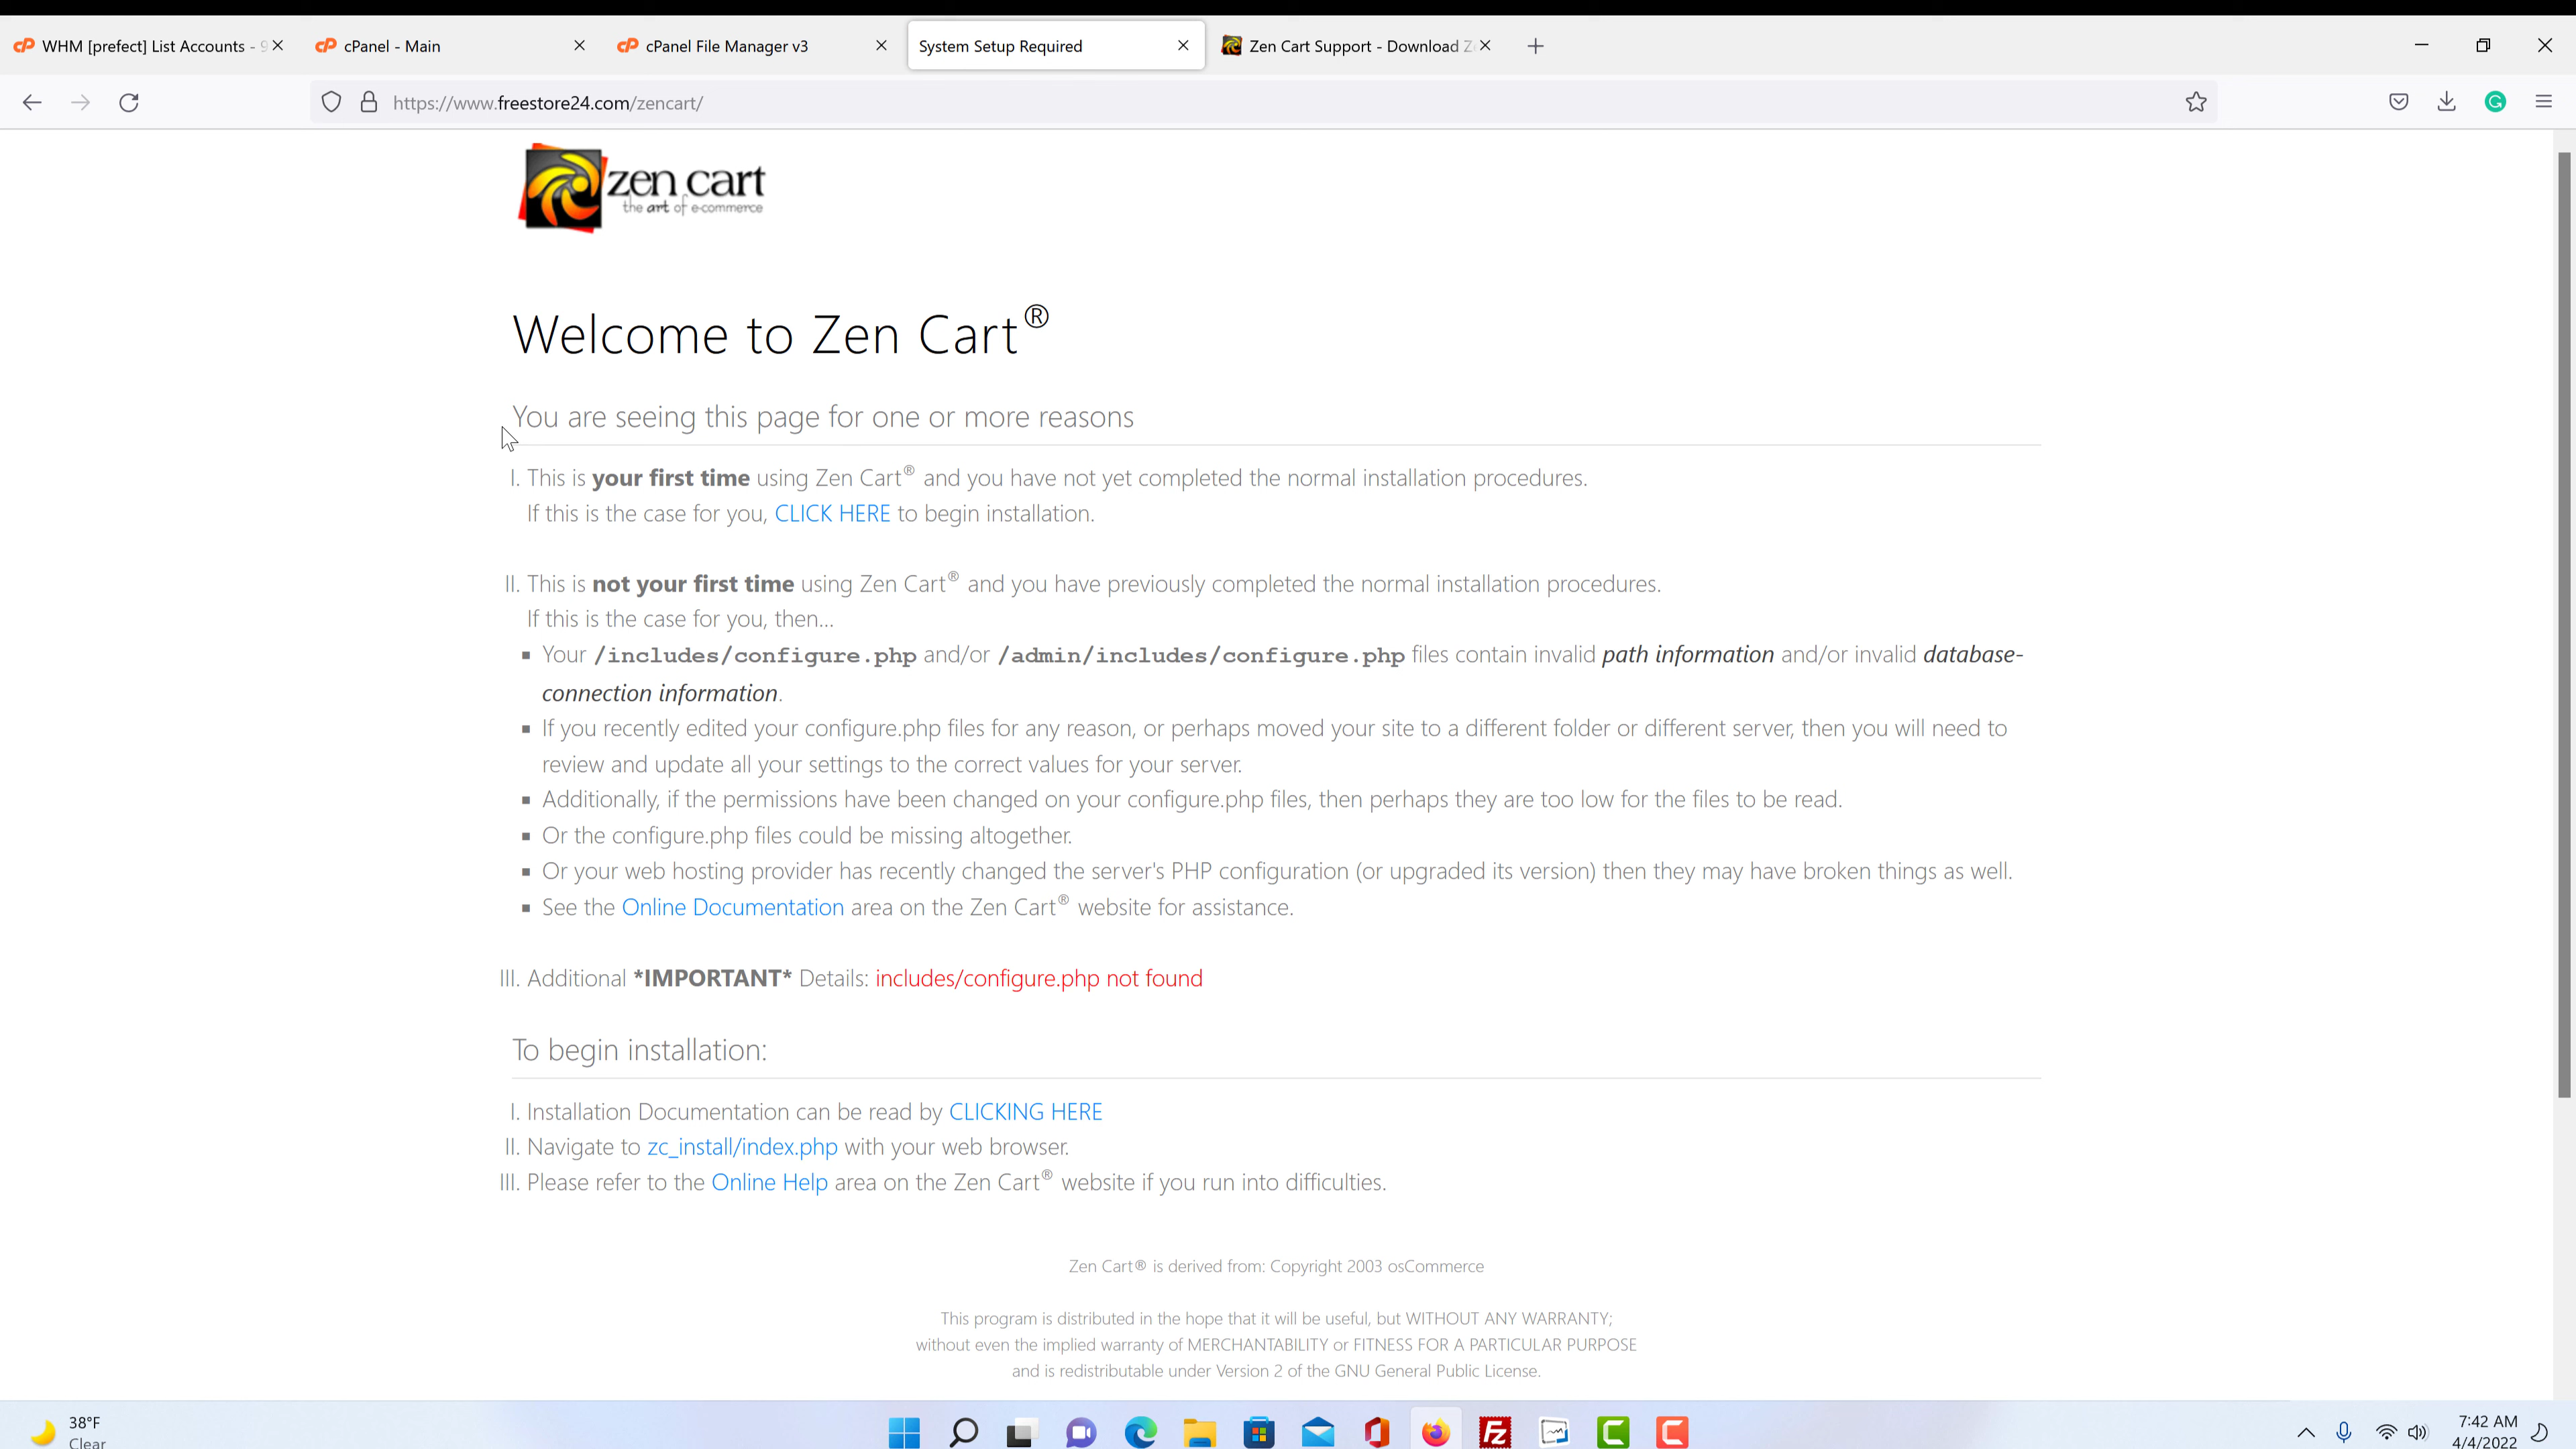 WHM [prefect] List Accounts - 9
cPanel - Main
cPanel File Manager v3
System Setup Required
Zen Cart Support - Download Z
https://www.freestore24.com/zencart/
zen cart
the art of e-commerce
Welcome to Zen Cart®
You are seeing this page for one or more reasons
I. This is your first time using Zen Cart® and you have not yet completed the normal installation procedures.
If this is the case for you, CLICK HERE to begin installation.
II. This is not your first time using Zen Cart® and you have previously completed the normal installation procedures.
If this is the case for you, then...
▪ Your /includes/configure.php and/or /admin/includes/configure.php files contain invalid path information and/or invalid database-
connection information.
▪ If you recently edited your configure.php files for any reason, or perhaps moved your site to a different folder or different server, then you will need to
review and update all your settings to the correct values for your server.
▪ Additionally, if the permissions have been changed on your configure.php files, then perhaps they are too low for the files to be read.
▪ Or the configure.php files could be missing altogether.
▪ Or your web hosting provider has recently changed the server's PHP configuration (or upgraded its version) then they may have broken things as well.
▪ See the Online Documentation area on the Zen Cart® website for assistance.
III. Additional *IMPORTANT* Details: includes/configure.php not found
To begin installation:
I. Installation Documentation can be read by CLICKING HERE
II. Navigate to zc_install/index.php with your web browser.
III. Please refer to the Online Help area on the Zen Cart® website if you run into difficulties.
Zen Cart® is derived from: Copyright 2003 osCommerce
This program is distributed in the hope that it will be useful, but WITHOUT ANY WARRANTY;
without even the implied warranty of MERCHANTABILITY or FITNESS FOR A PARTICULAR PURPOSE
and is redistributable under Version 2 of the GNU General Public License.
38°F
Clear
7:42 AM
4/4/2022